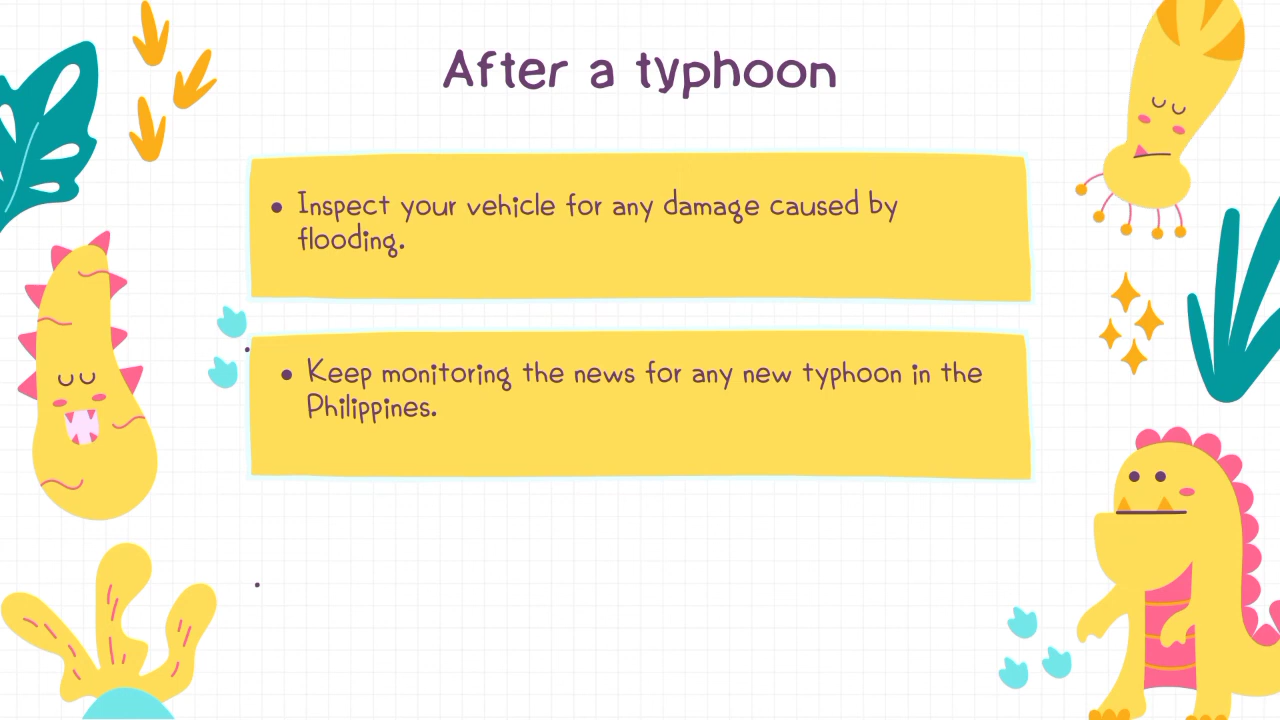 After a typhoon
• Inspect your vehicle for any damage caused by
flooding.
• Keep monitoring the news for any new typhoon in the
Philippines.